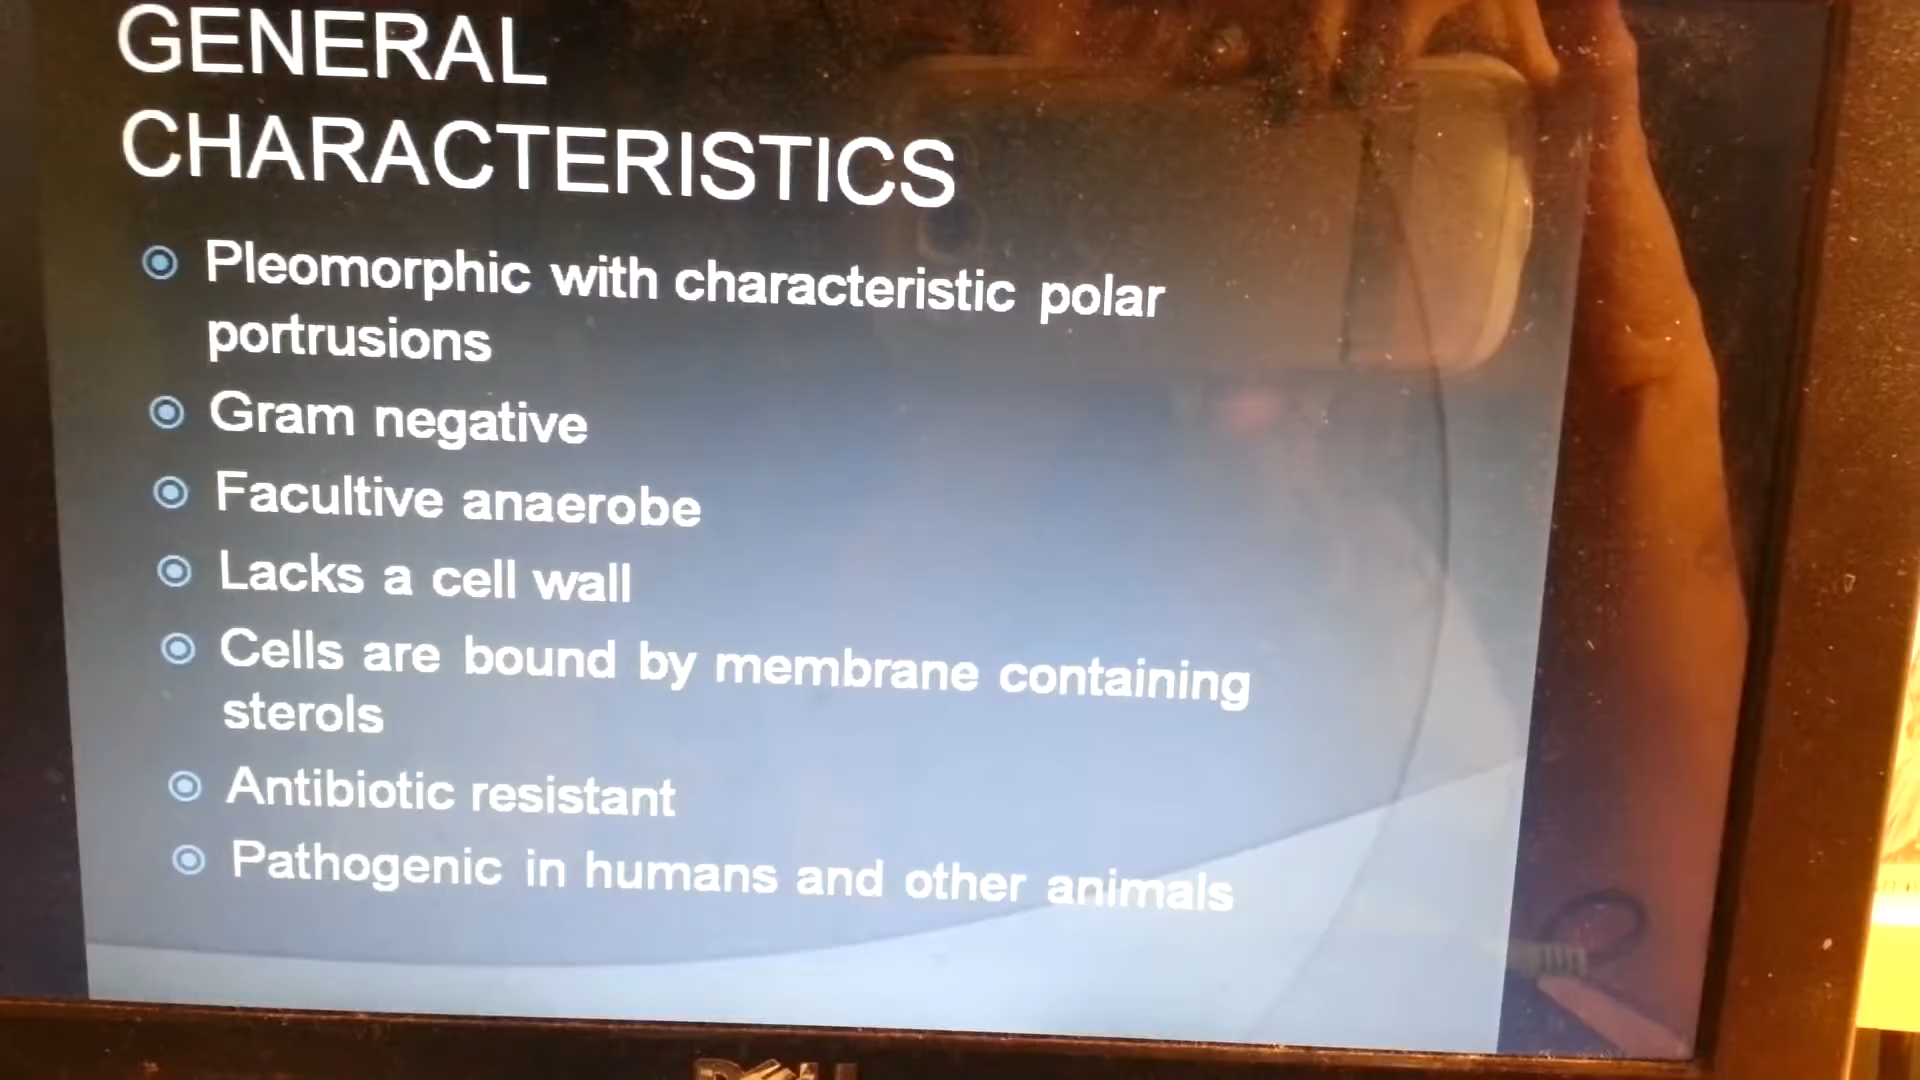 GENERAL
CHARACTERISTICS
Pleomorphic with characteristic polar
portrusions
Gram negative
Facultive anaerobe
Lacks a cell wall
Cells are bound by membrane containing
sterols
Antibiotic resistant
Pathogenic in humans and other animals